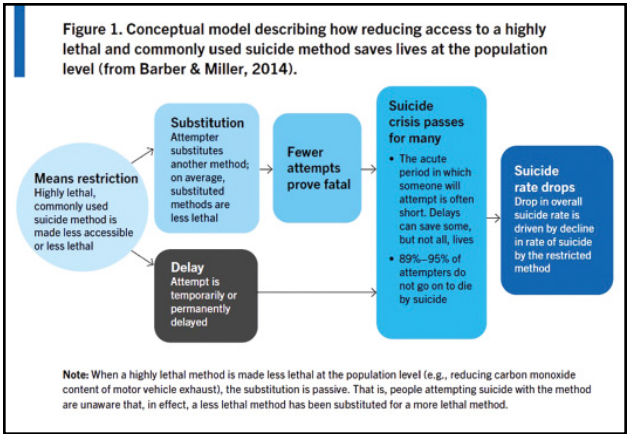 Figure 1. Conceptual model describing how reducing access to a highly
lethal and commonly used suicide method saves lives at the population
level (from Barber & Miller, 2014).
Means restriction
Highly lethal,
commonly used
suicide method is
made less accessible
or less lethal
Substitution
Attempter
substitutes
another method;
on average,
substituted
methods are
less lethal
Delay
Attempt is
temporarily or
permanently
delayed
Fewer
attempts
prove fatal
Suicide
crisis passes
for many
• The acute
period in which
someone will
attempt is often
short. Delays
can save some,
but not all, lives
• 89%–95% of
attempters do
not go on to die
by suicide
Suicide
rate drops
Drop in overall
suicide rate is
driven by decline
in rate of suicide
by the restricted
method
Note: When a highly lethal method is made less lethal at the population level (e.g., reducing carbon monoxide
content of motor vehicle exhaust), the substitution is passive. That is, people attempting suicide with the method
are unaware that, in effect, a less lethal method has been substituted for a more lethal method.